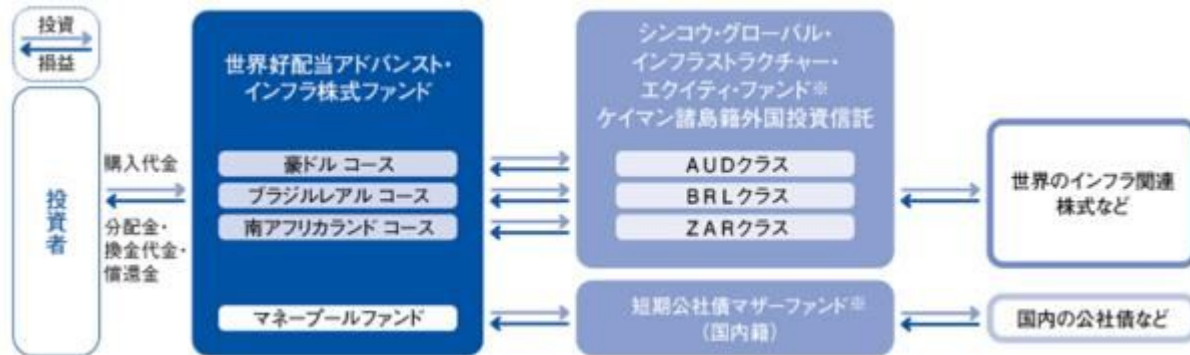 投資
損益
投資者
購入代金
分配金・
換金代金・
償還金
世界好配当アドバンスト・
インフラ株式ファンド
豪ドル コース
ブラジルレアル コース
南アフリカランド コース
マネープールファンド
シンコウ・グローバル・
インフラストラクチャー・
エクイティ・ファンド※
ケイマン諸島籍外国投資信託
AUDクラス
BRLクラス
ZARクラス
短期公社債マザーファンド※
(国内籍)
世界のインフラ関連
株式など
国内の公社債など